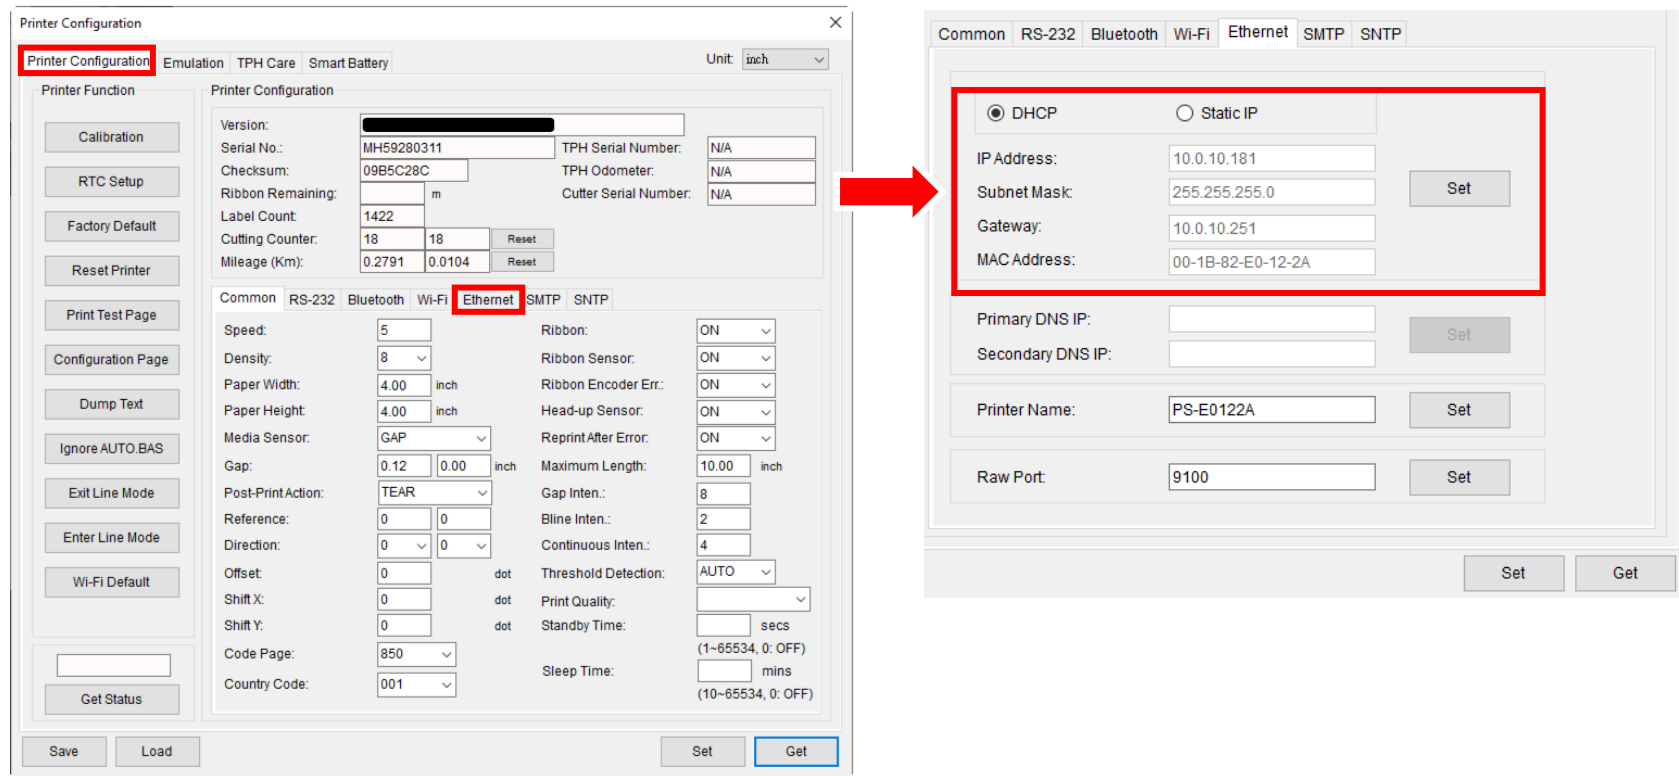 Printer Configuration
Printer Configuration Emulation TPH Care Smart Battery Unit: inch
Printer Function
Calibration
RTC Setup
Factory Default
Reset Printer
Print Test Page
Configuration Page
Dump Text
Ignore AUTO.BAS
Exit Line Mode
Enter Line Mode
Wi-Fi Default
Get Status
Printer Configuration
Version:
Serial No.: MH59280311 TPH Serial Number: N/A
Checksum: 09B5C28C TPH Odometer: N/A
Ribbon Remaining: m Cutter Serial Number: N/A
Label Count: 1422
Cutting Counter: 18 18 Reset
Mileage (Km): 0.2791 0.0104 Reset
Common RS-232 Bluetooth Wi-Fi Ethernet SMTP SNTP
Speed: 5 Ribbon: ON
Density: 8 Ribbon Sensor: ON
Paper Width: 4.00 inch Ribbon Encoder Err.: ON
Paper Height: 4.00 inch Head-up Sensor: ON
Media Sensor: GAP Reprint After Error: ON
Gap: 0.12 0.00 inch Maximum Length: 10.00 inch
Post-Print Action: TEAR Gap Inten.: 8
Reference: 0 0 Bline Inten.: 2
Direction: 0 0 Continuous Inten.: 4
Offset: 0 dot Threshold Detection: AUTO
Shift X: 0 dot Print Quality:
Shift Y: 0 dot Standby Time: secs
(1~65534, 0: OFF)
Code Page: 850
Sleep Time: mins
Country Code: 001
(10~65534, 0: OFF)
Save Load Set Get
Common RS-232 Bluetooth Wi-Fi Ethernet SMTP SNTP
DHCP Static IP
IP Address: 10.0.10.181
Subnet Mask: 255.255.255.0 Set
Gateway: 10.0.10.251
MAC Address: 00-1B-82-E0-12-2A
Primary DNS IP:
Set
Secondary DNS IP:
Printer Name: PS-E0122A Set
Raw Port: 9100 Set
Set Get